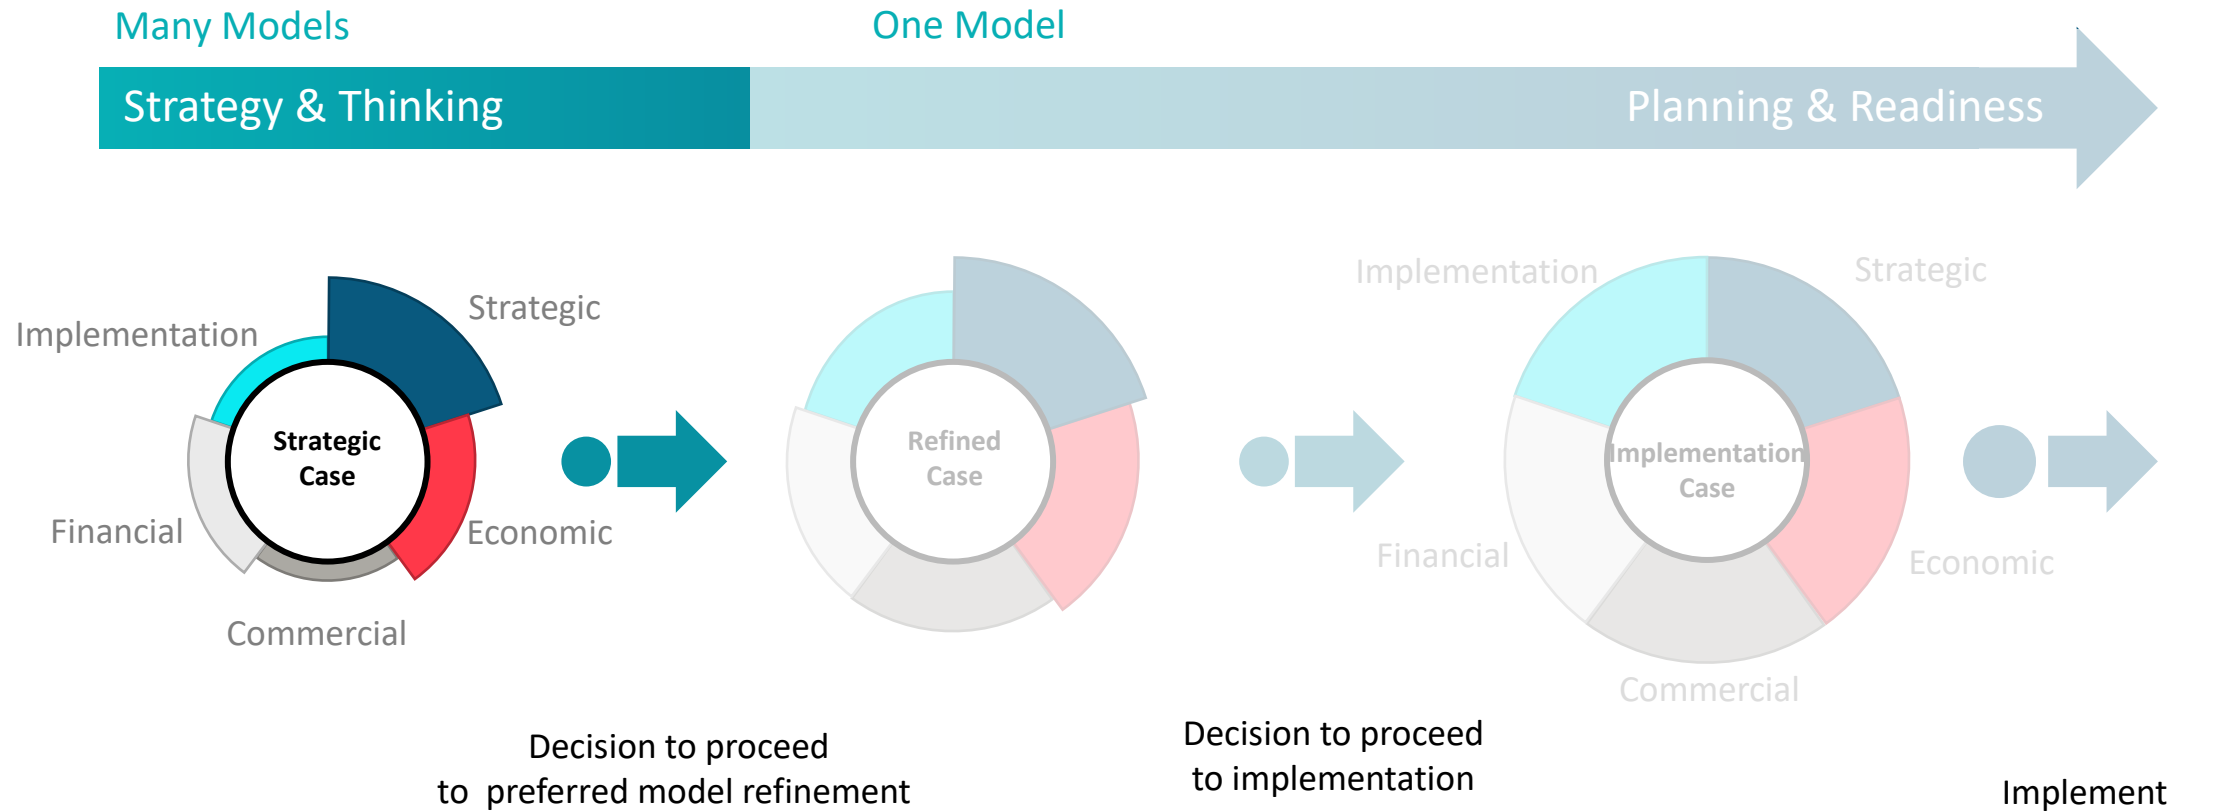 Many Models
One Model
Strategy & Thinking
Planning & Readiness
Implementation
Strategic
Strategic
Case
Financial
Economic
Commercial
Refined
Case
Implementation
Strategic
Implementation
Case
Financial
Economic
Commercial
Decision to proceed
to preferred model refinement
Decision to proceed
to implementation
Implement